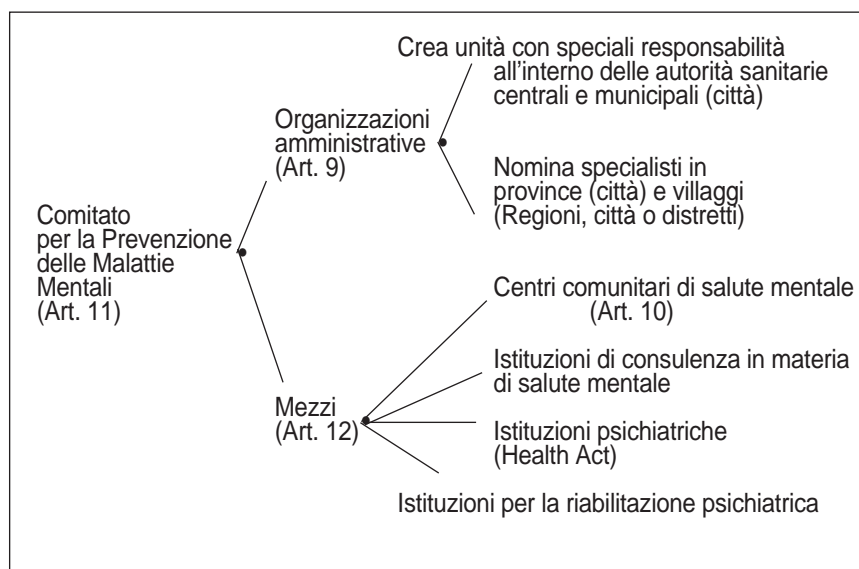 Crea unità con speciali responsabilità
all'interno delle autorità sanitarie
centrali e municipali (città)
Organizzazioni
amministrative
(Art. 9)
Nomina specialisti in
province (città) e villaggi
(Regioni, città o distretti)
Comitato
per la Prevenzione
delle Malattie
Mentali
(Art. 11)
Centri comunitari di salute mentale
(Art. 10)
Istituzioni di consulenza in materia
di salute mentale
Mezzi
(Art. 12)
Istituzioni psichiatriche
(Health Act)
Istituzioni per la riabilitazione psichiatrica